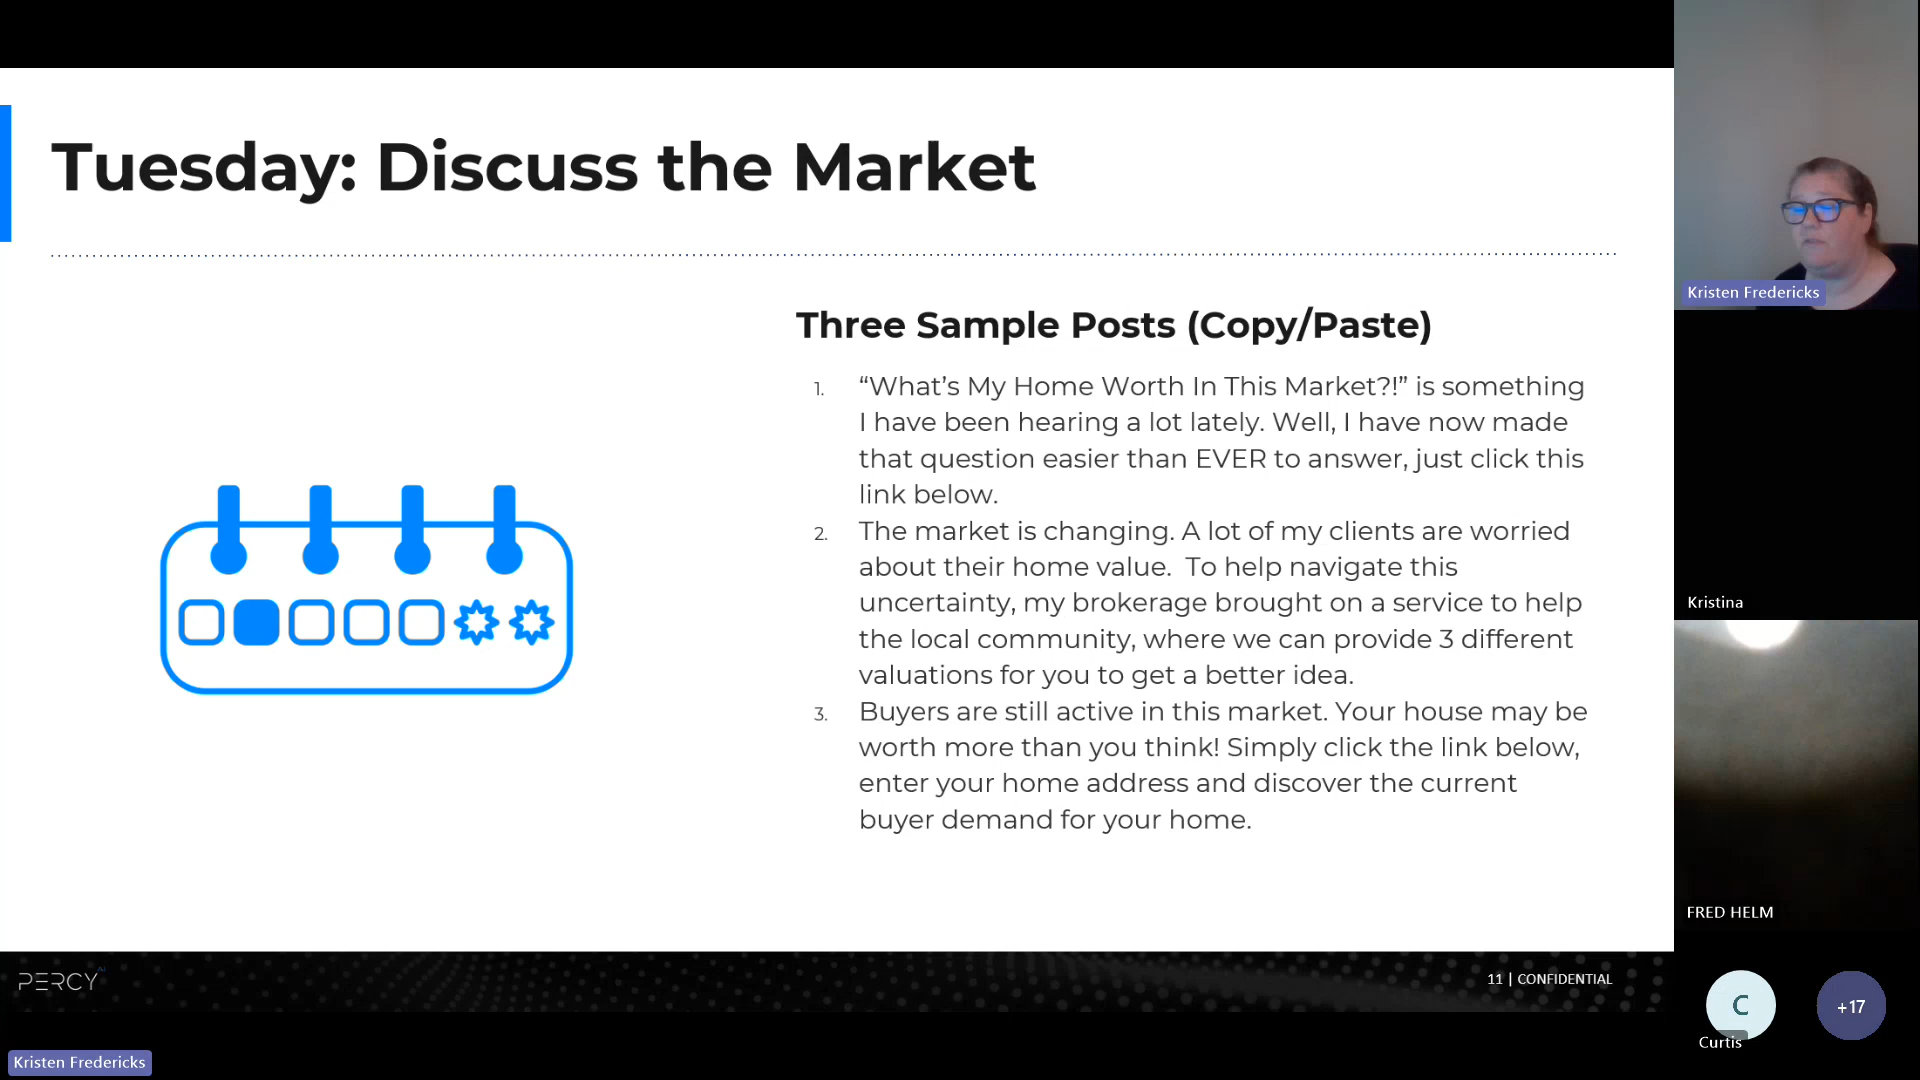 Tuesday: Discuss the Market
Three Sample Posts (Copy/Paste)
1. “What’s My Home Worth In This Market?!” is something
I have been hearing a lot lately. Well, I have now made
that question easier than EVER to answer, just click this
link below.
2. The market is changing. A lot of my clients are worried
about their home value.  To help navigate this
uncertainty, my brokerage brought on a service to help
the local community, where we can provide 3 different
valuations for you to get a better idea.
3. Buyers are still active in this market. Your house may be
worth more than you think! Simply click the link below,
enter your home address and discover the current
buyer demand for your home.
PERCY AI
11 | CONFIDENTIAL
Kristen Fredericks
Kristen Fredericks
Kristina
FRED HELM
C
Curtis
+17